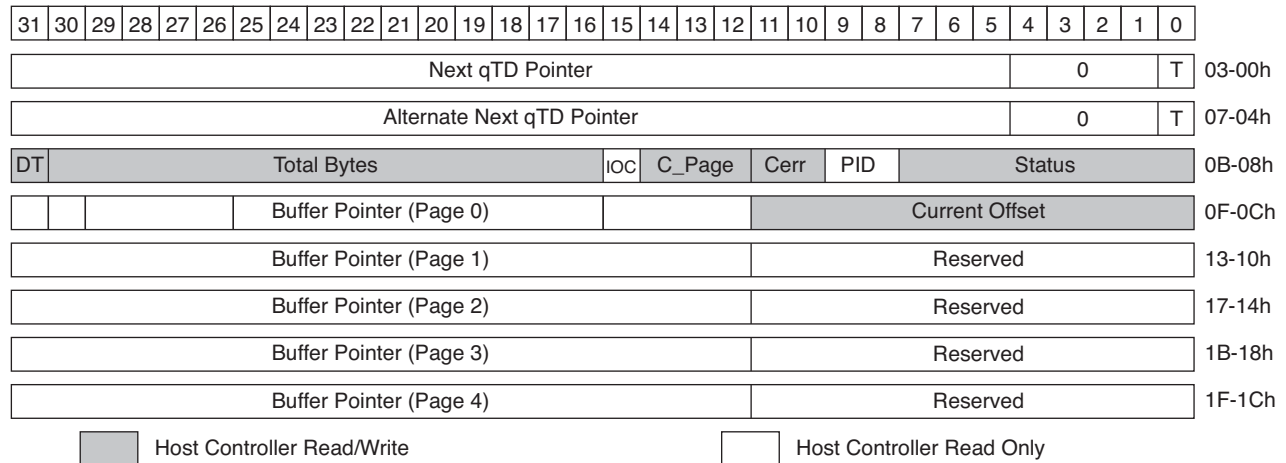 31 30 29 28 27 26 25 24 23 22 21 20 19 18 17 16 15 14 13 12 11 10 9 8 7 6 5 4 3 2 1 0
Next qTD Pointer 0 T 03-00h
Alternate Next qTD Pointer 0 T 07-04h
DT Total Bytes IOC C_Page Cerr PID Status 0B-08h
Buffer Pointer (Page 0) Current Offset 0F-0Ch
Buffer Pointer (Page 1) Reserved 13-10h
Buffer Pointer (Page 2) Reserved 17-14h
Buffer Pointer (Page 3) Reserved 1B-18h
Buffer Pointer (Page 4) Reserved 1F-1Ch
Host Controller Read/Write Host Controller Read Only